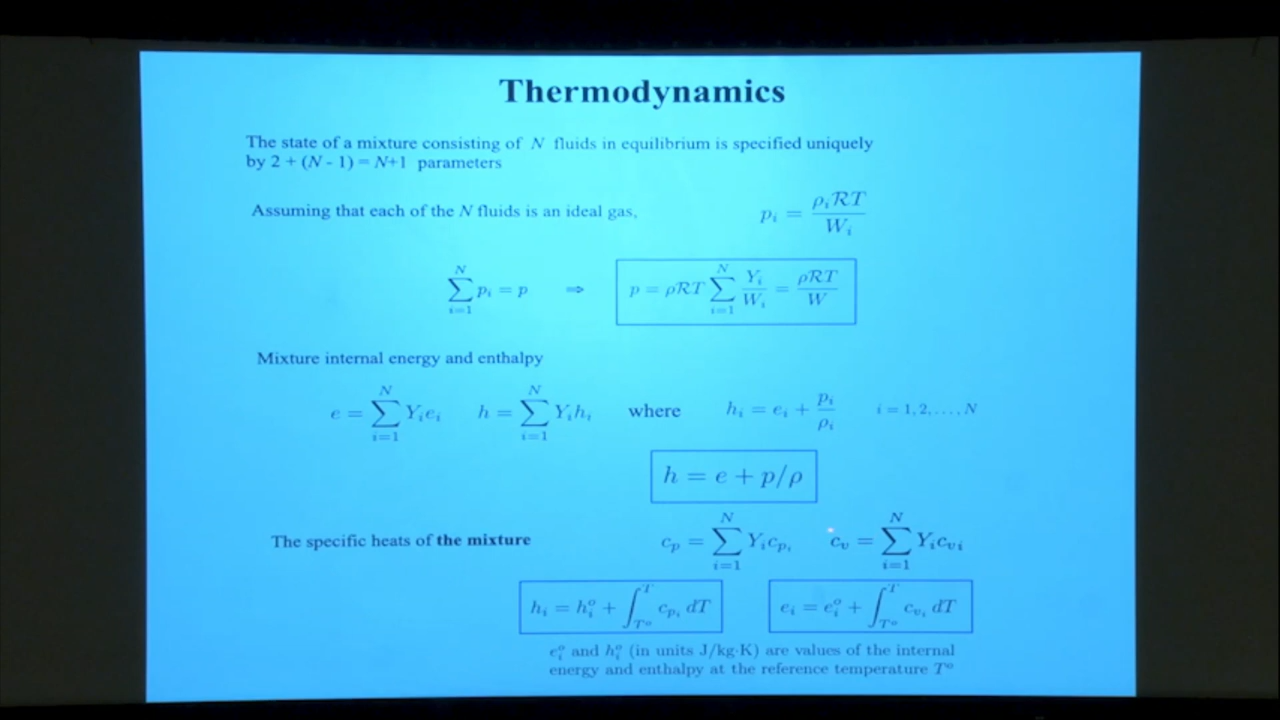 Thermodynamics
The state of a mixture consisting of N fluids in equilibrium is specified uniquely
by 2 + (N - 1) = N+1 parameters
Assuming that each of the N fluids is an ideal gas, p_i = ρ_i ℛT / W_i
∑_{i=1}^{N} p_i = p ⇒ p = ρℛT ∑_{i=1}^{N} Y_i / W_i = ρℛT / W
Mixture internal energy and enthalpy
e = ∑_{i=1}^{N} Y_i e_i h = ∑_{i=1}^{N} Y_i h_i where h_i = e_i + p_i / ρ_i i = 1, 2, . . . , N
h = e + p/ρ
The specific heats of the mixture c_p = ∑_{i=1}^{N} Y_i c_{p_i} c_v = ∑_{i=1}^{N} Y_i c_{v i}
h_i = h_i^o + ∫_{T^o}^{T} c_{p_i} dT e_i = e_i^o + ∫_{T^o}^{T} c_{v_i} dT
e_i^o and h_i^o (in units J/kg·K) are values of the internal
energy and enthalpy at the reference temperature T^o